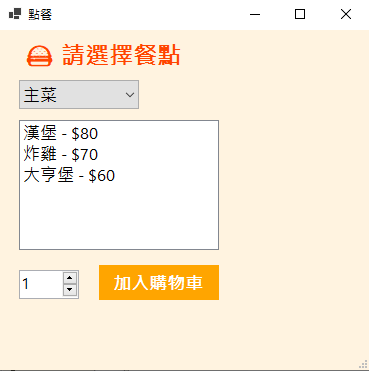 點餐
🍔 請選擇餐點
主菜
漢堡 - $80
炸雞 - $70
大亨堡 - $60
1
加入購物車